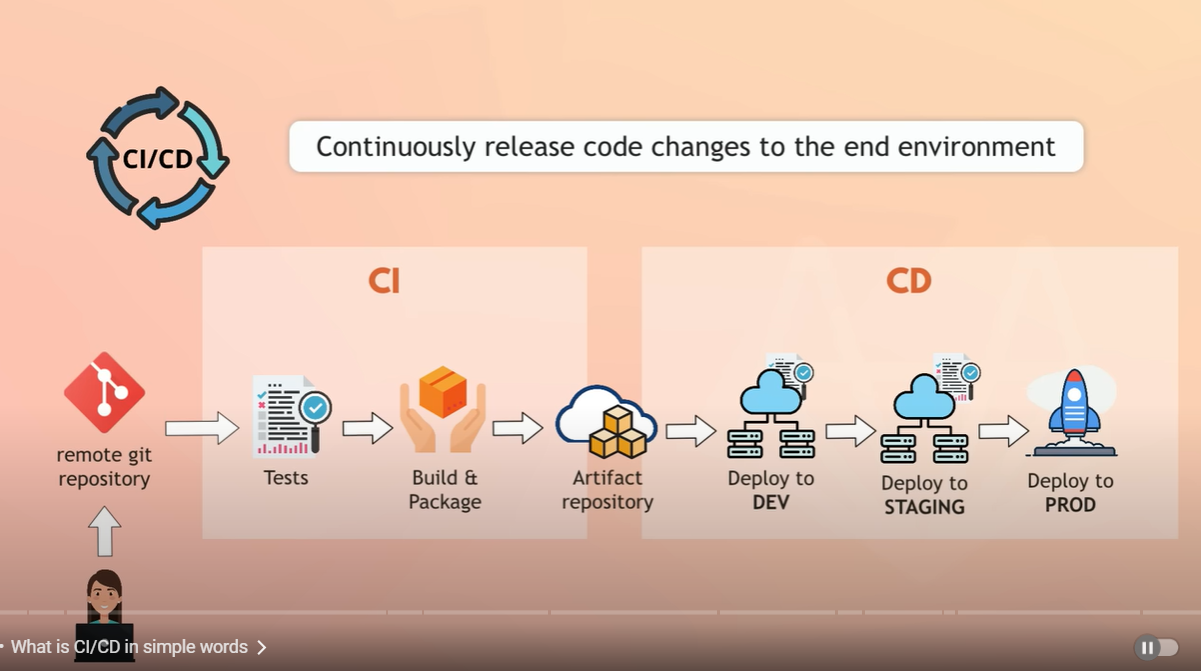 CI/CD
Continuously release code changes to the end environment
CI
CD
remote git
repository
Tests
Build &
Package
Artifact
repository
Deploy to
DEV
Deploy to
STAGING
Deploy to
PROD
• What is CI/CD in simple words